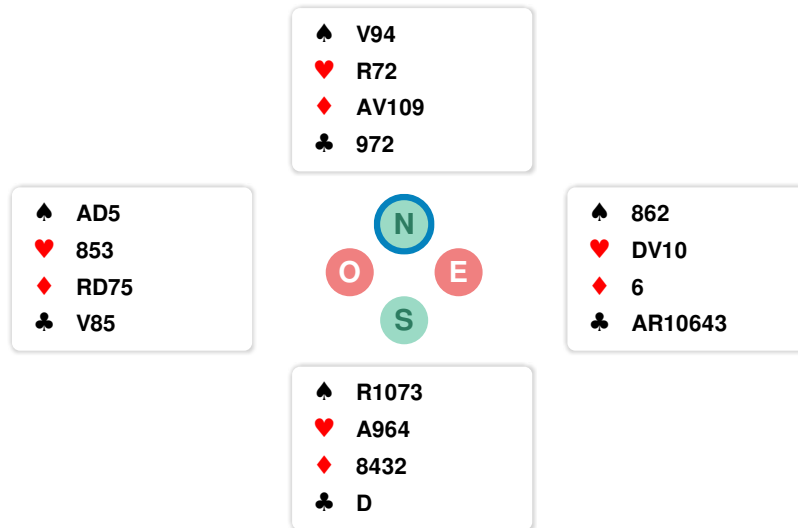 ♠ V94
♥ R72
♦ AV109
♣ 972
♠ AD5
♥ 853
♦ RD75
♣ V85
N
O E
S
♠ 862
♥ DV10
♦ 6
♣ AR10643
♠ R1073
♥ A964
♦ 8432
♣ D